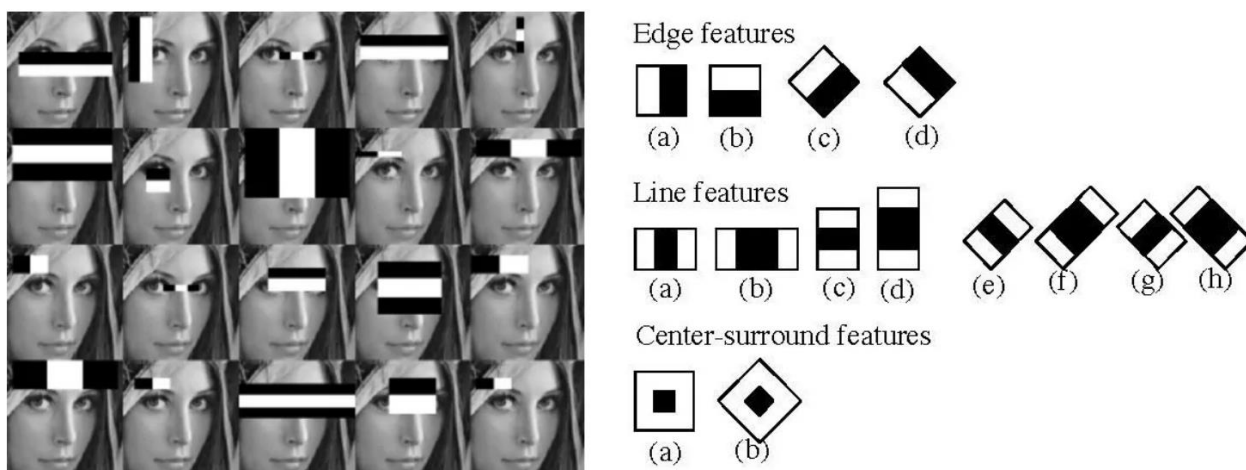 Edge features
(a) (b) (c) (d)
Line features
(a) (b) (c) (d) (e) (f) (g) (h)
Center-surround features
(a) (b)